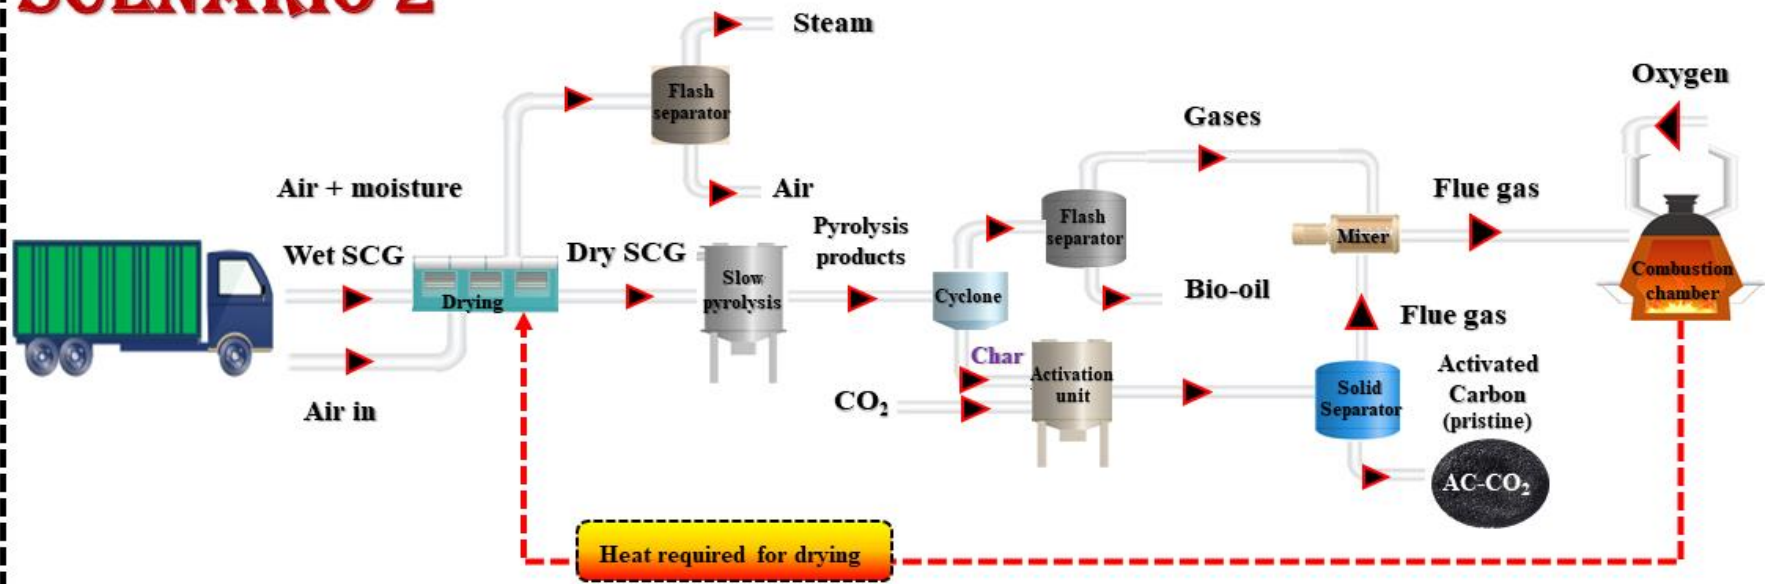 SCENARIO 2
Steam
Flash
separator
Air
Air + moisture
Wet SCG
Drying
Air in
Dry SCG
Slow
pyrolysis
Pyrolysis
products
Cyclone
Flash
separator
Gases
Bio-oil
Char
CO₂
Activation
unit
Mixer
Flue gas
Oxygen
Combustion
chamber
Flue gas
Solid
Separator
Activated
Carbon
(pristine)
AC-CO₂
Heat required for drying